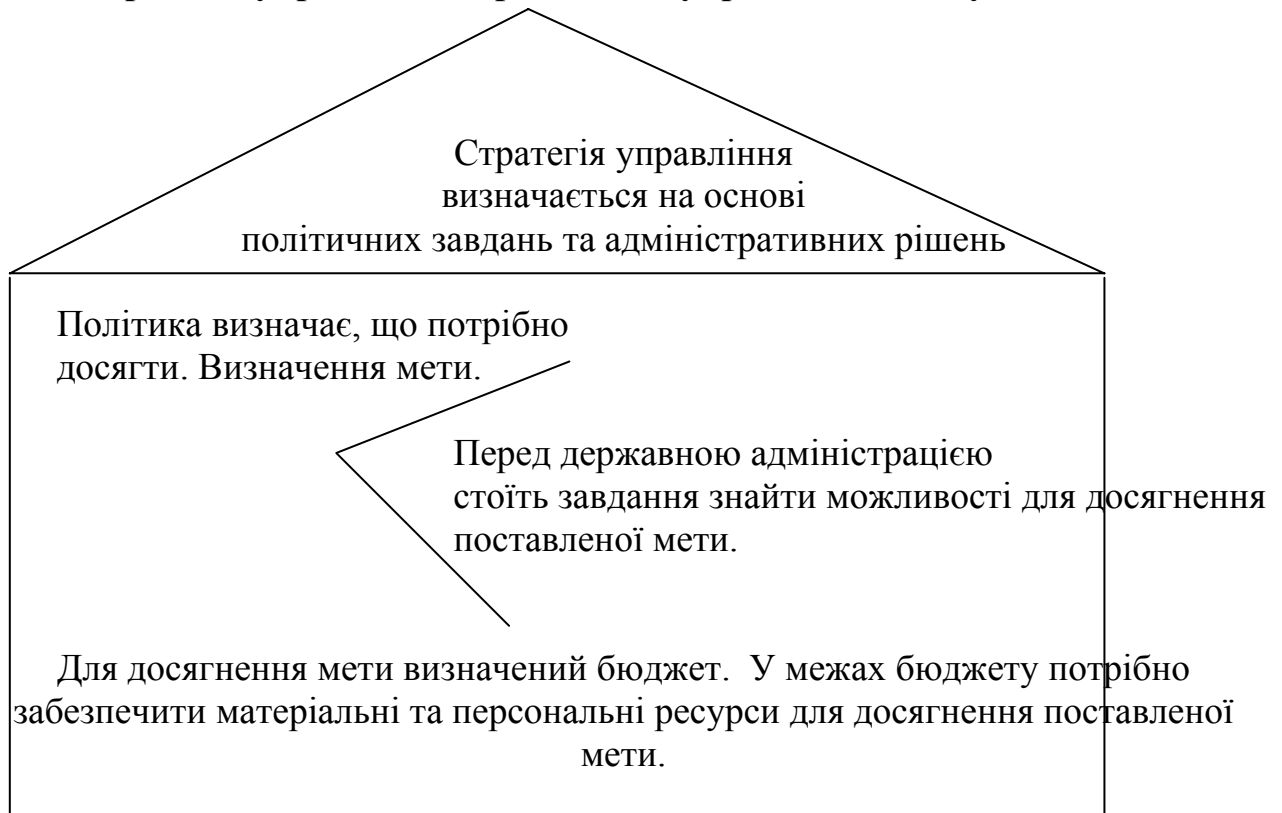 Стратегія управління
визначається на основі
політичних завдань та адміністративних рішень
Політика визначає, що потрібно
досягти. Визначення мети.
Перед державною адміністрацією
стоїть завдання знайти можливості для досягнення
поставленої мети.
Для досягнення мети визначений бюджет. У межах бюджету потрібно
забезпечити матеріальні та персональні ресурси для досягнення поставленої
мети.